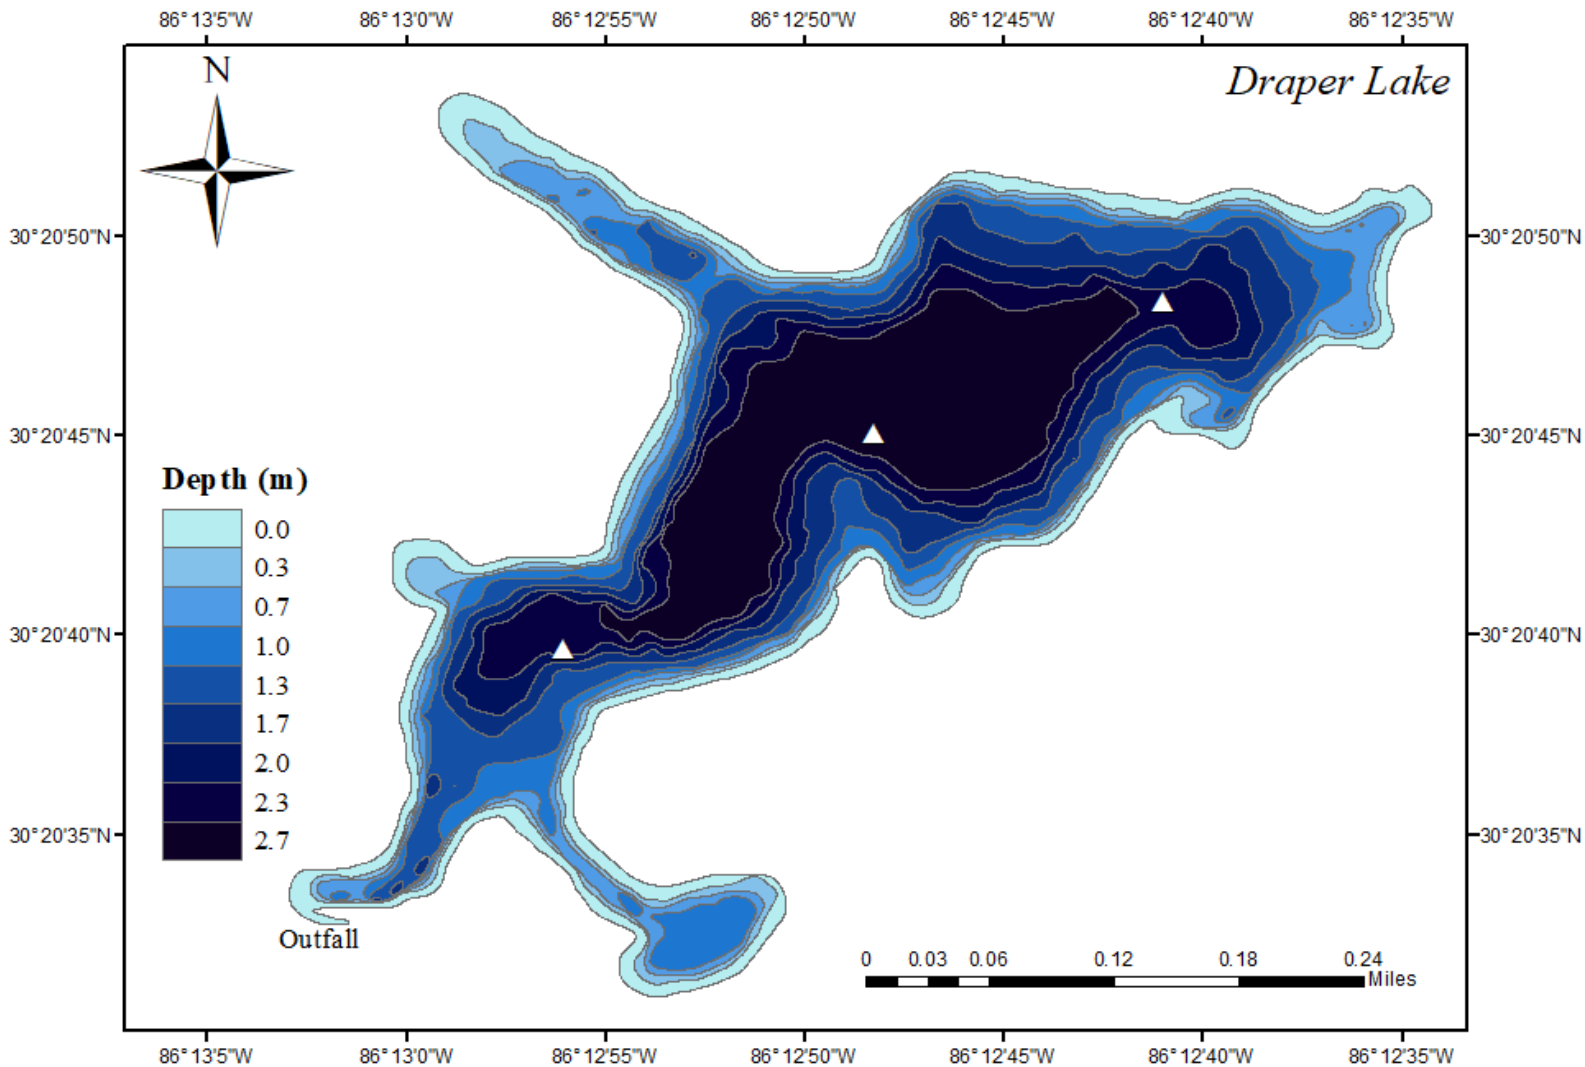 86°13'5"W 86°13'0"W 86°12'55"W 86°12'50"W 86°12'45"W 86°12'40"W 86°12'35"W
N
Draper Lake
30°20'50"N 30°20'50"N
30°20'45"N 30°20'45"N
Depth (m)
0.0
0.3
0.7
1.0
1.3
1.7
2.0
2.3
2.7
30°20'40"N 30°20'40"N
30°20'35"N 30°20'35"N
Outfall
0 0.03 0.06 0.12 0.18 0.24
Miles
86°13'5"W 86°13'0"W 86°12'55"W 86°12'50"W 86°12'45"W 86°12'40"W 86°12'35"W